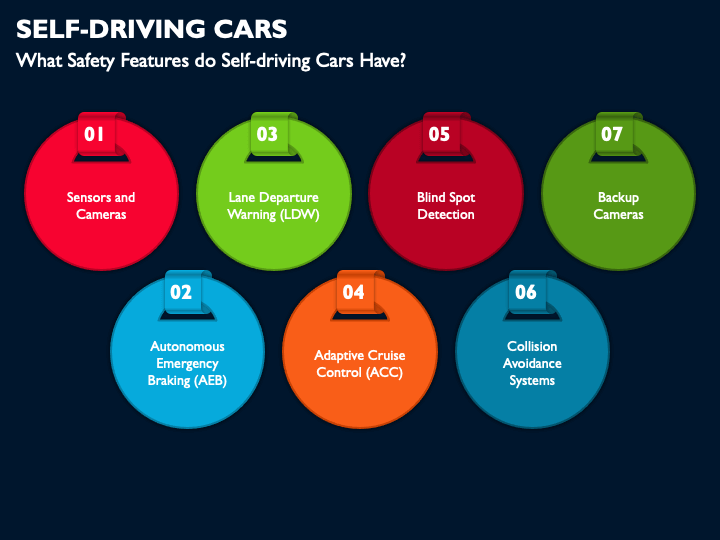 SELF-DRIVING CARS
What Safety Features do Self-driving Cars Have?
01
Sensors and
Cameras
02
Autonomous
Emergency
Braking (AEB)
03
Lane Departure
Warning (LDW)
04
Adaptive Cruise
Control (ACC)
05
Blind Spot
Detection
06
Collision
Avoidance
Systems
07
Backup
Cameras